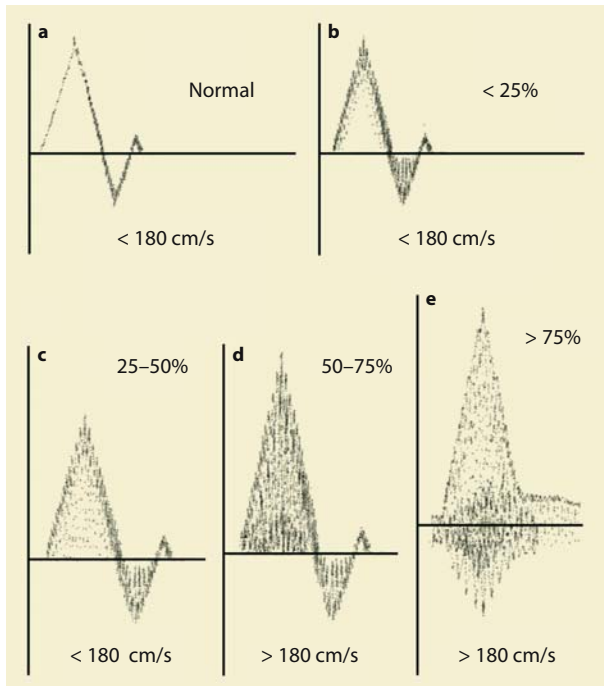 a
Normal
< 180 cm/s
b
< 25%
< 180 cm/s
c
25–50%
< 180 cm/s
d
50–75%
> 180 cm/s
e
> 75%
> 180 cm/s